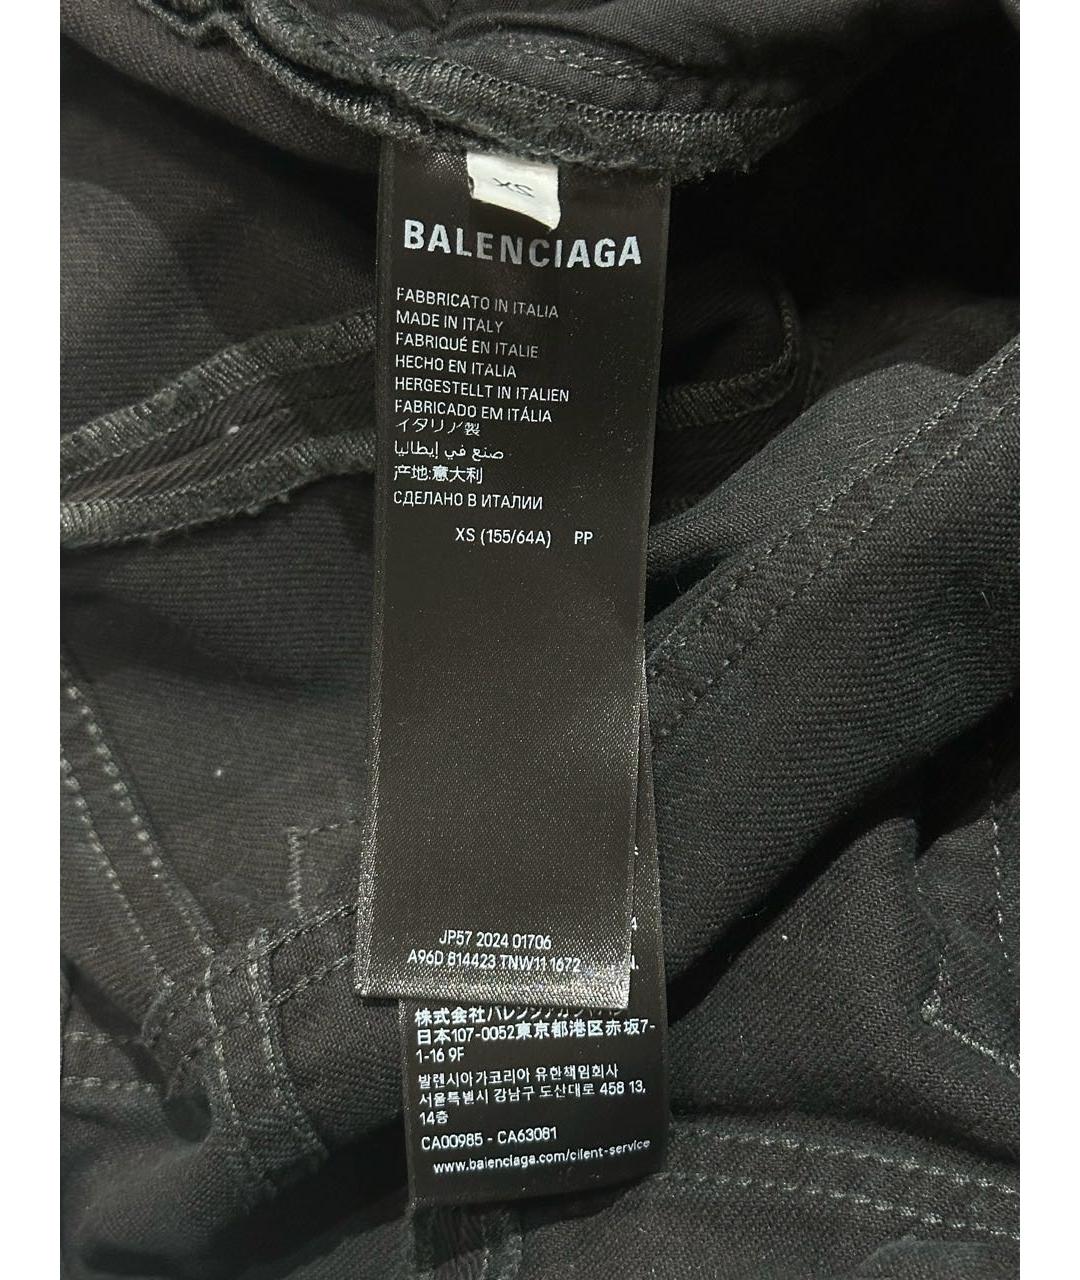 XS
BALENCIAGA
FABBRICATO IN ITALIA
MADE IN ITALY
FABRIQUÉ EN ITALIE
HECHO EN ITALIA
HERGESTELLT IN ITALIEN
FABRICADO EM ITÁLIA
イタリア製
صنع في إيطاليا
产地:意大利
СДЕЛАНО В ИТАЛИИ
XS (155/64A) PP
JP57 2024 01706
A96D 814423 TNW11 1672
4
N.
株式会社バレンシアガジャパン
日本107-0052東京都港区赤坂7-
1-16 9F
발렌시아가코리아 유한책임회사
서울특별시 강남구 도산대로 458 13,
14층
CA00985 - CA63081
www.balenciaga.com/client-service